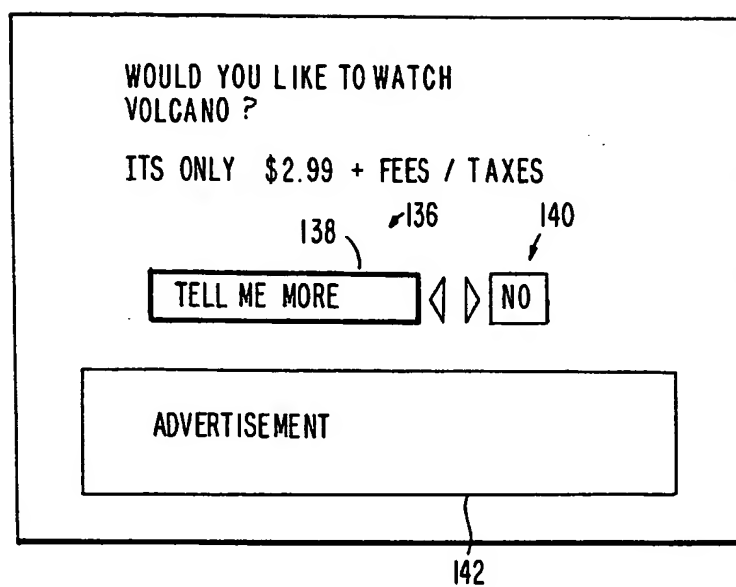 WOULD YOU LIKE TO WATCH
VOLCANO ?
ITS ONLY $2.99 + FEES / TAXES
138 136 140
TELL ME MORE NO
ADVERTISEMENT
142